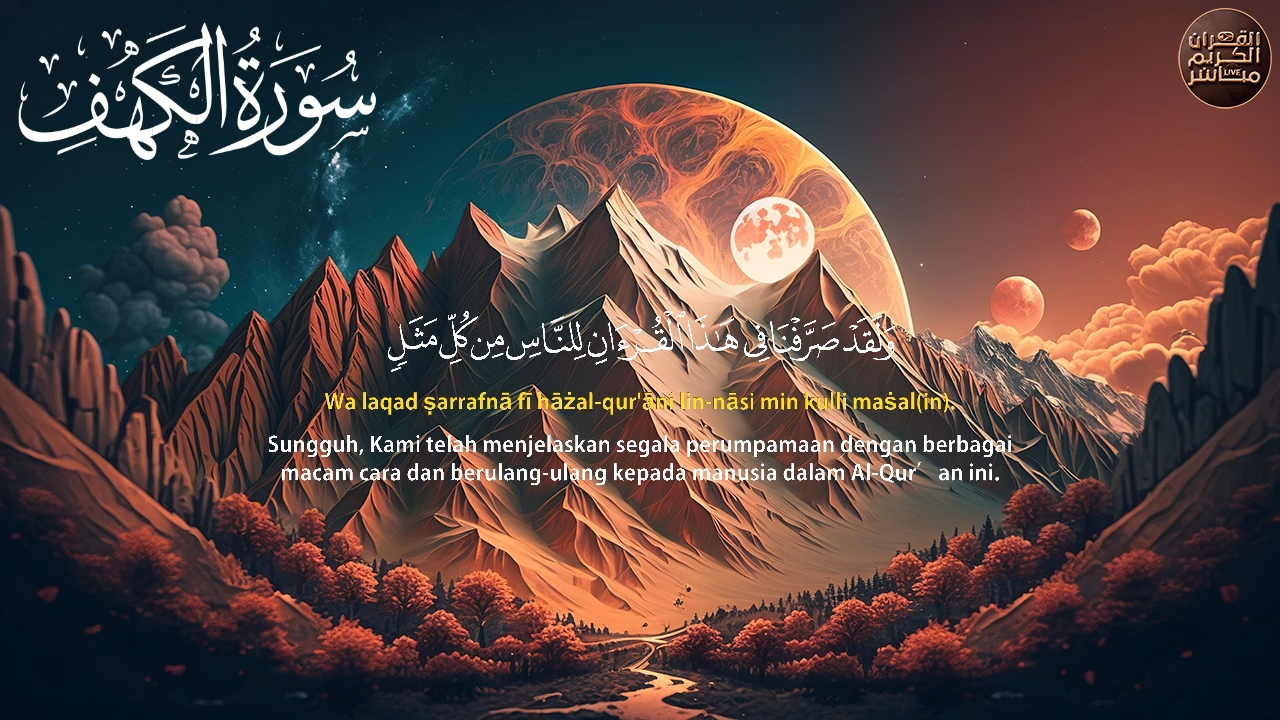 سُورَةُ الْكَهْفِ
القرآن
الكريم
مباشر
LIVE
وَلَقَدْ صَرَّفْنَا فِى هَـٰذَا ٱلْقُرْءَانِ لِلنَّاسِ مِن كُلِّ مَثَلٍ
Wa laqad ṣarrafnā fī hāżal-qur'āni lin-nāsi min kulli maṡal(in).
Sungguh, Kami telah menjelaskan segala perumpamaan dengan berbagai
macam cara dan berulang-ulang kepada manusia dalam Al-Qur′ an ini.